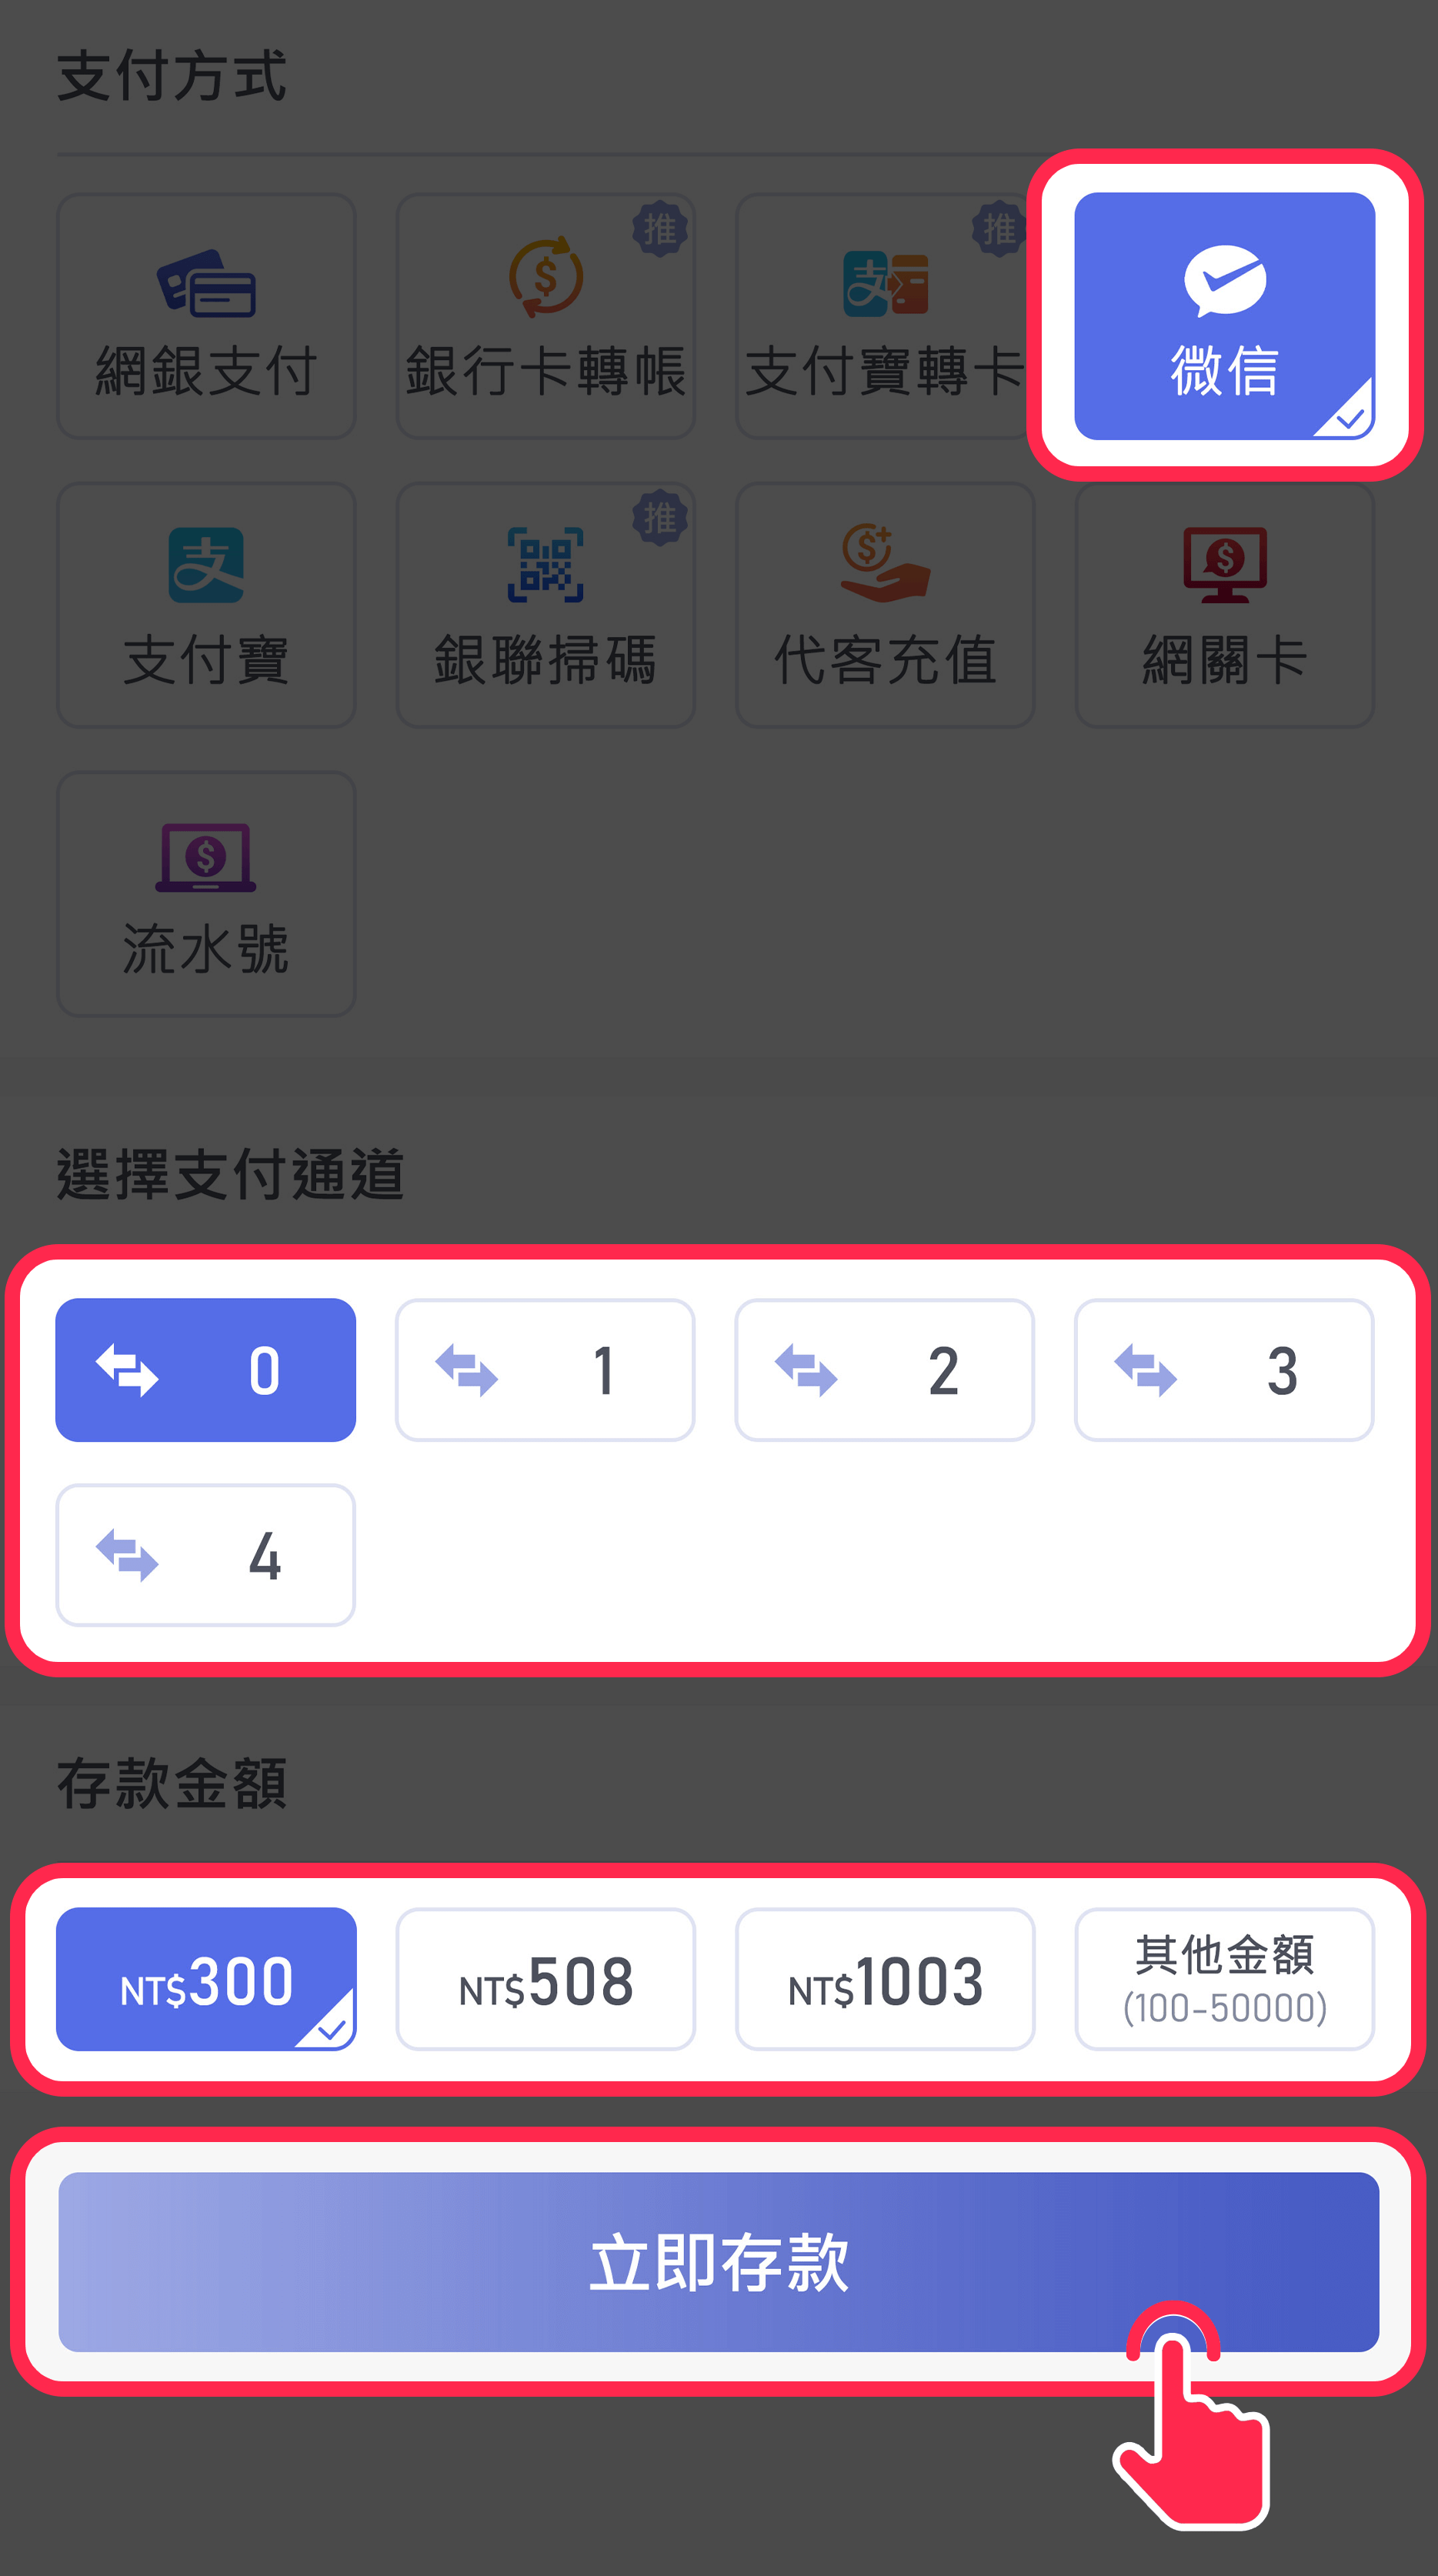 支付方式
網銀支付
推
銀行卡轉帳
推
支付寶轉卡
微信
支付寶
推
銀聯掃碼
代客充值
網關卡
流水號
選擇支付通道
0
1
2
3
4
存款金額
NT$300
NT$508
NT$1003
其他金額
(100-50000)
立即存款